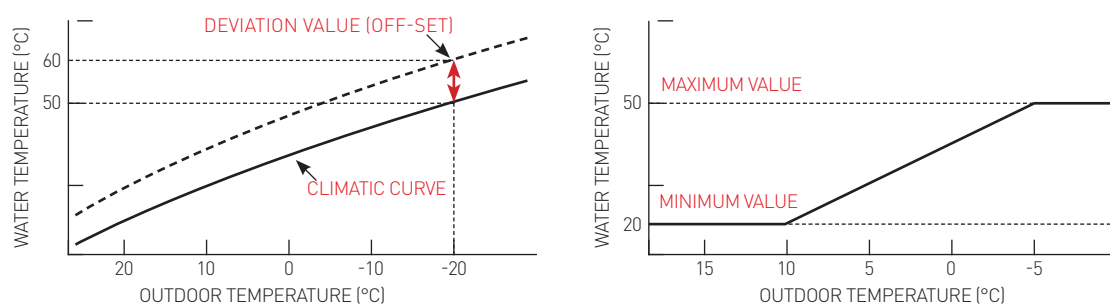 DEVIATION VALUE (OFF-SET)
WATER TEMPERATURE (°C)
60
50
CLIMATIC CURVE
20
10
0
-10
-20
OUTDOOR TEMPERATURE (°C)
WATER TEMPERATURE (°C)
MAXIMUM VALUE
50
MINIMUM VALUE
20
15
10
5
0
-5
OUTDOOR TEMPERATURE (°C)